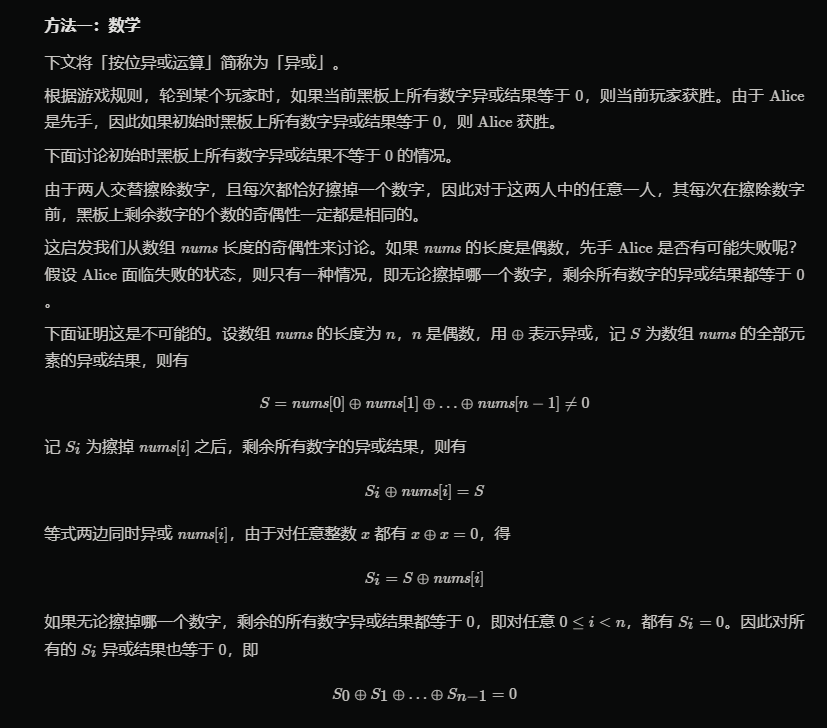 方法一：数学
下文将「按位异或运算」简称为「异或」。
根据游戏规则，轮到某个玩家时，如果当前黑板上所有数字异或结果等于 0，则当前玩家获胜。由于 Alice
是先手，因此如果初始时黑板上所有数字异或结果等于 0，则 Alice 获胜。
下面讨论初始时黑板上所有数字异或结果不等于 0 的情况。
由于两人交替擦除数字，且每次都恰好擦掉一个数字，因此对于这两人中的任意一人，其每次在擦除数字
前，黑板上剩余数字的个数的奇偶性一定都是相同的。
这启发我们从数组 nums 长度的奇偶性来讨论。如果 nums 的长度是偶数，先手 Alice 是否有可能失败呢？
假设 Alice 面临失败的状态，则只有一种情况，即无论擦掉哪一个数字，剩余所有数字的异或结果都等于 0
。
下面证明这是不可能的。设数组 nums 的长度为 n，n 是偶数，用 ⊕ 表示异或，记 S 为数组 nums 的全部元
素的异或结果，则有
S = nums[0] ⊕ nums[1] ⊕ … ⊕ nums[n − 1] ≠ 0
记 Sᵢ 为擦掉 nums[i] 之后，剩余所有数字的异或结果，则有
Sᵢ ⊕ nums[i] = S
等式两边同时异或 nums[i]，由于对任意整数 x 都有 x ⊕ x = 0，得
Sᵢ = S ⊕ nums[i]
如果无论擦掉哪一个数字，剩余的所有数字异或结果都等于 0，即对任意 0 ≤ i < n，都有 Sᵢ = 0。因此对所
有的 Sᵢ 异或结果也等于 0，即
S₀ ⊕ S₁ ⊕ … ⊕ Sₙ₋₁ = 0